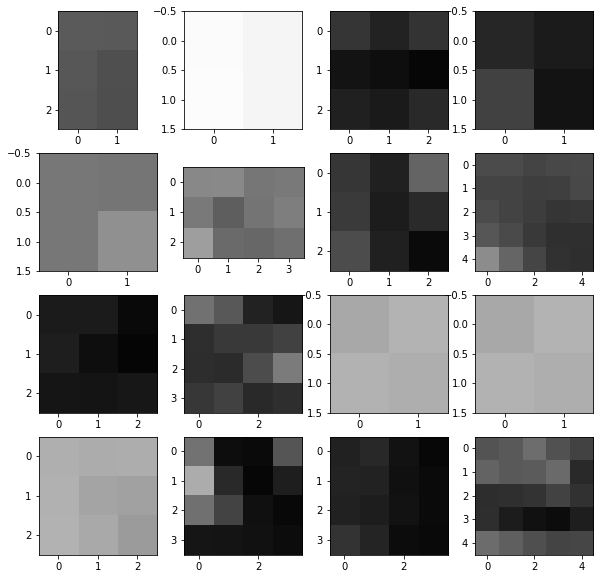 −0.5 −0.5
0 0.0 0 0.0
1 0.5 1 0.5
2 1.0 2 1.0
1.5 1.5
0 1 0 1 0 1 2 0 1
−0.5
0.0 0 0 0
0.5 1 1 1
1.0 2 2 2
1.5 3
4
0 1 0 1 2 3 0 1 2 0 2 4
−0.5 −0.5
0 0 0.0 0.0
1 1 0.5 0.5
2 2 1.0 1.0
3 1.5 1.5
0 1 2 0 2 0 1 0 1
0 0 0 0
1 1 1 1
2 2 2 2
3 3 3
4
0 1 2 0 2 0 2 0 2 4